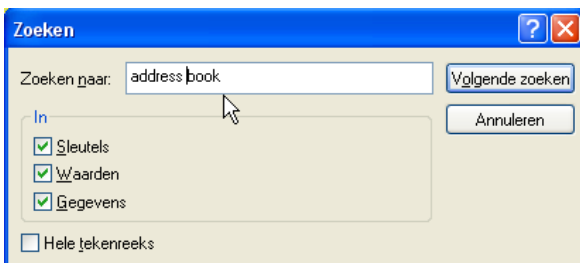 Zoeken
Zoeken naar: address book Volgende zoeken
In Annuleren
Sleutels
Waarden
Gegevens
Hele tekenreeks